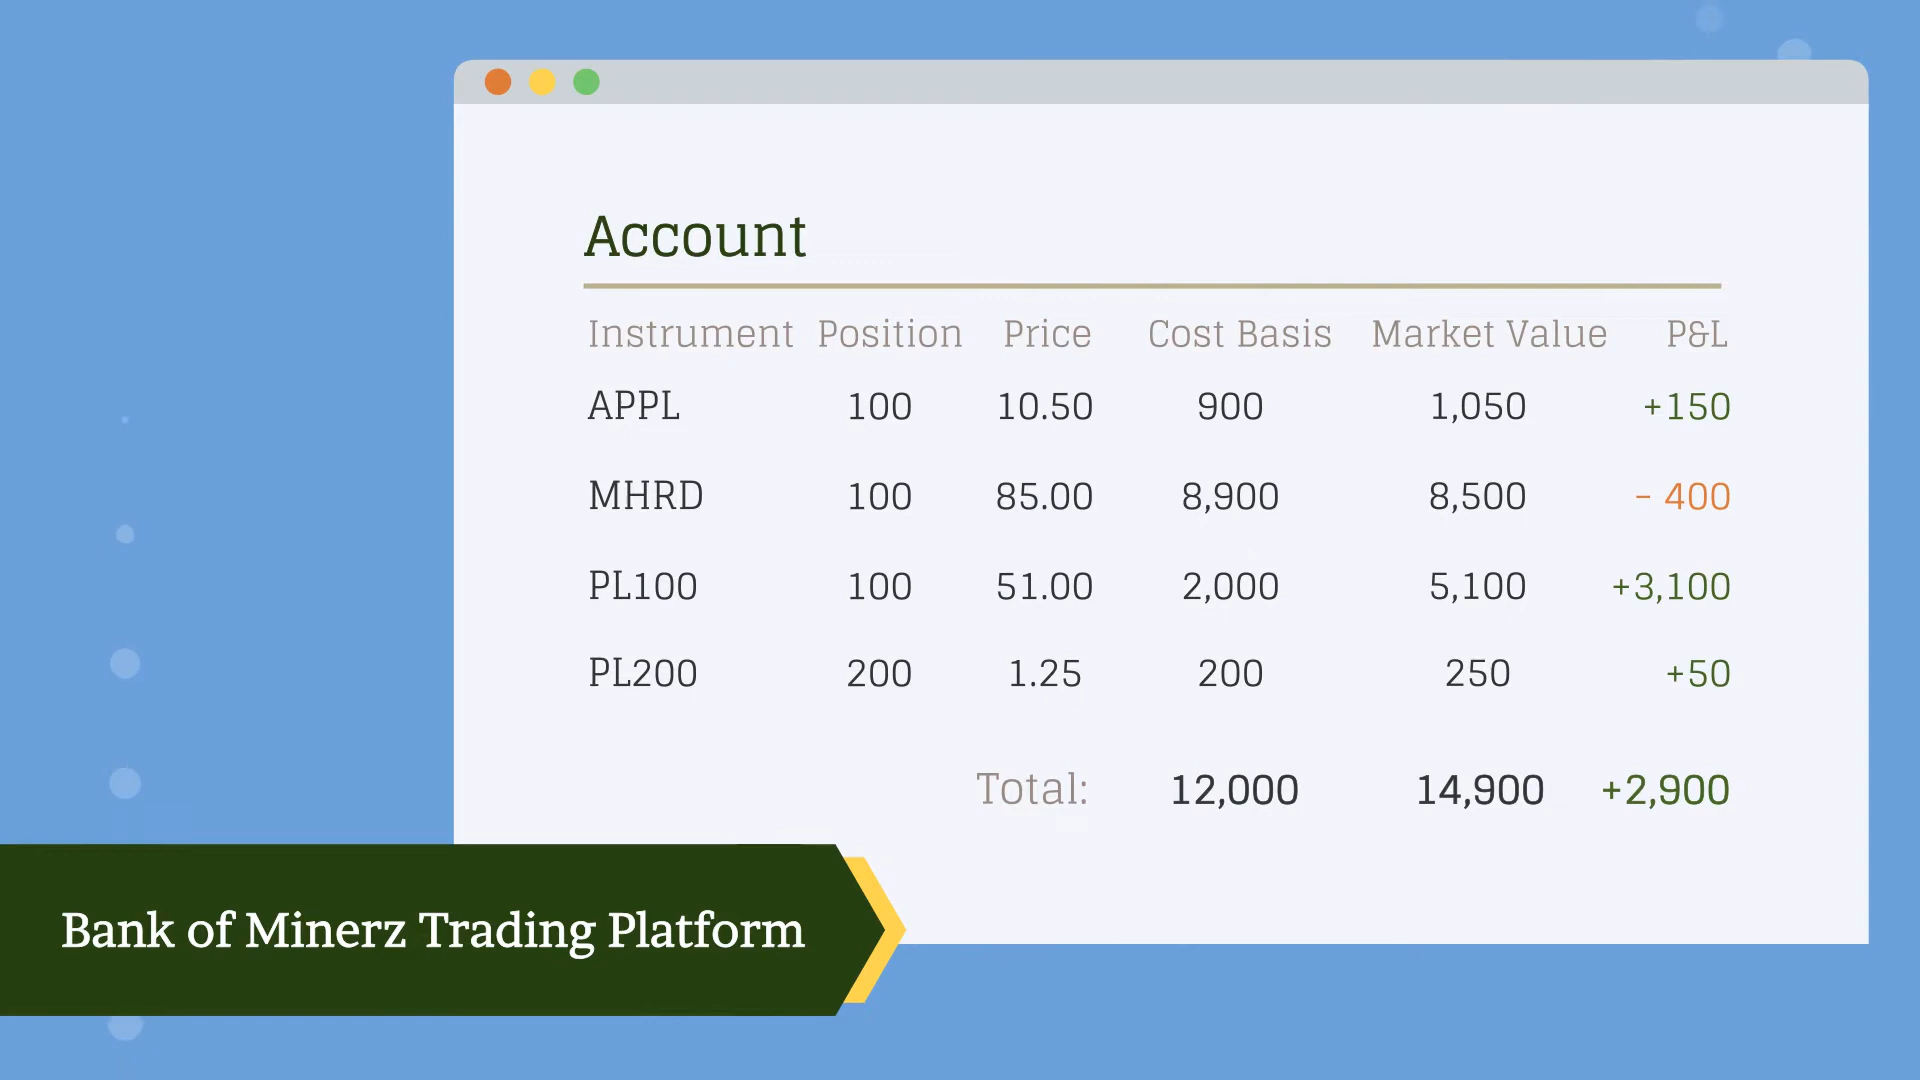 Account
Instrument Position Price Cost Basis Market Value P&L
APPL 100 10.50 900 1,050 +150
MHRD 100 85.00 8,900 8,500 - 400
PL100 100 51.00 2,000 5,100 +3,100
PL200 200 1.25 200 250 +50
Total: 12,000 14,900 +2,900
Bank of Minerz Trading Platform